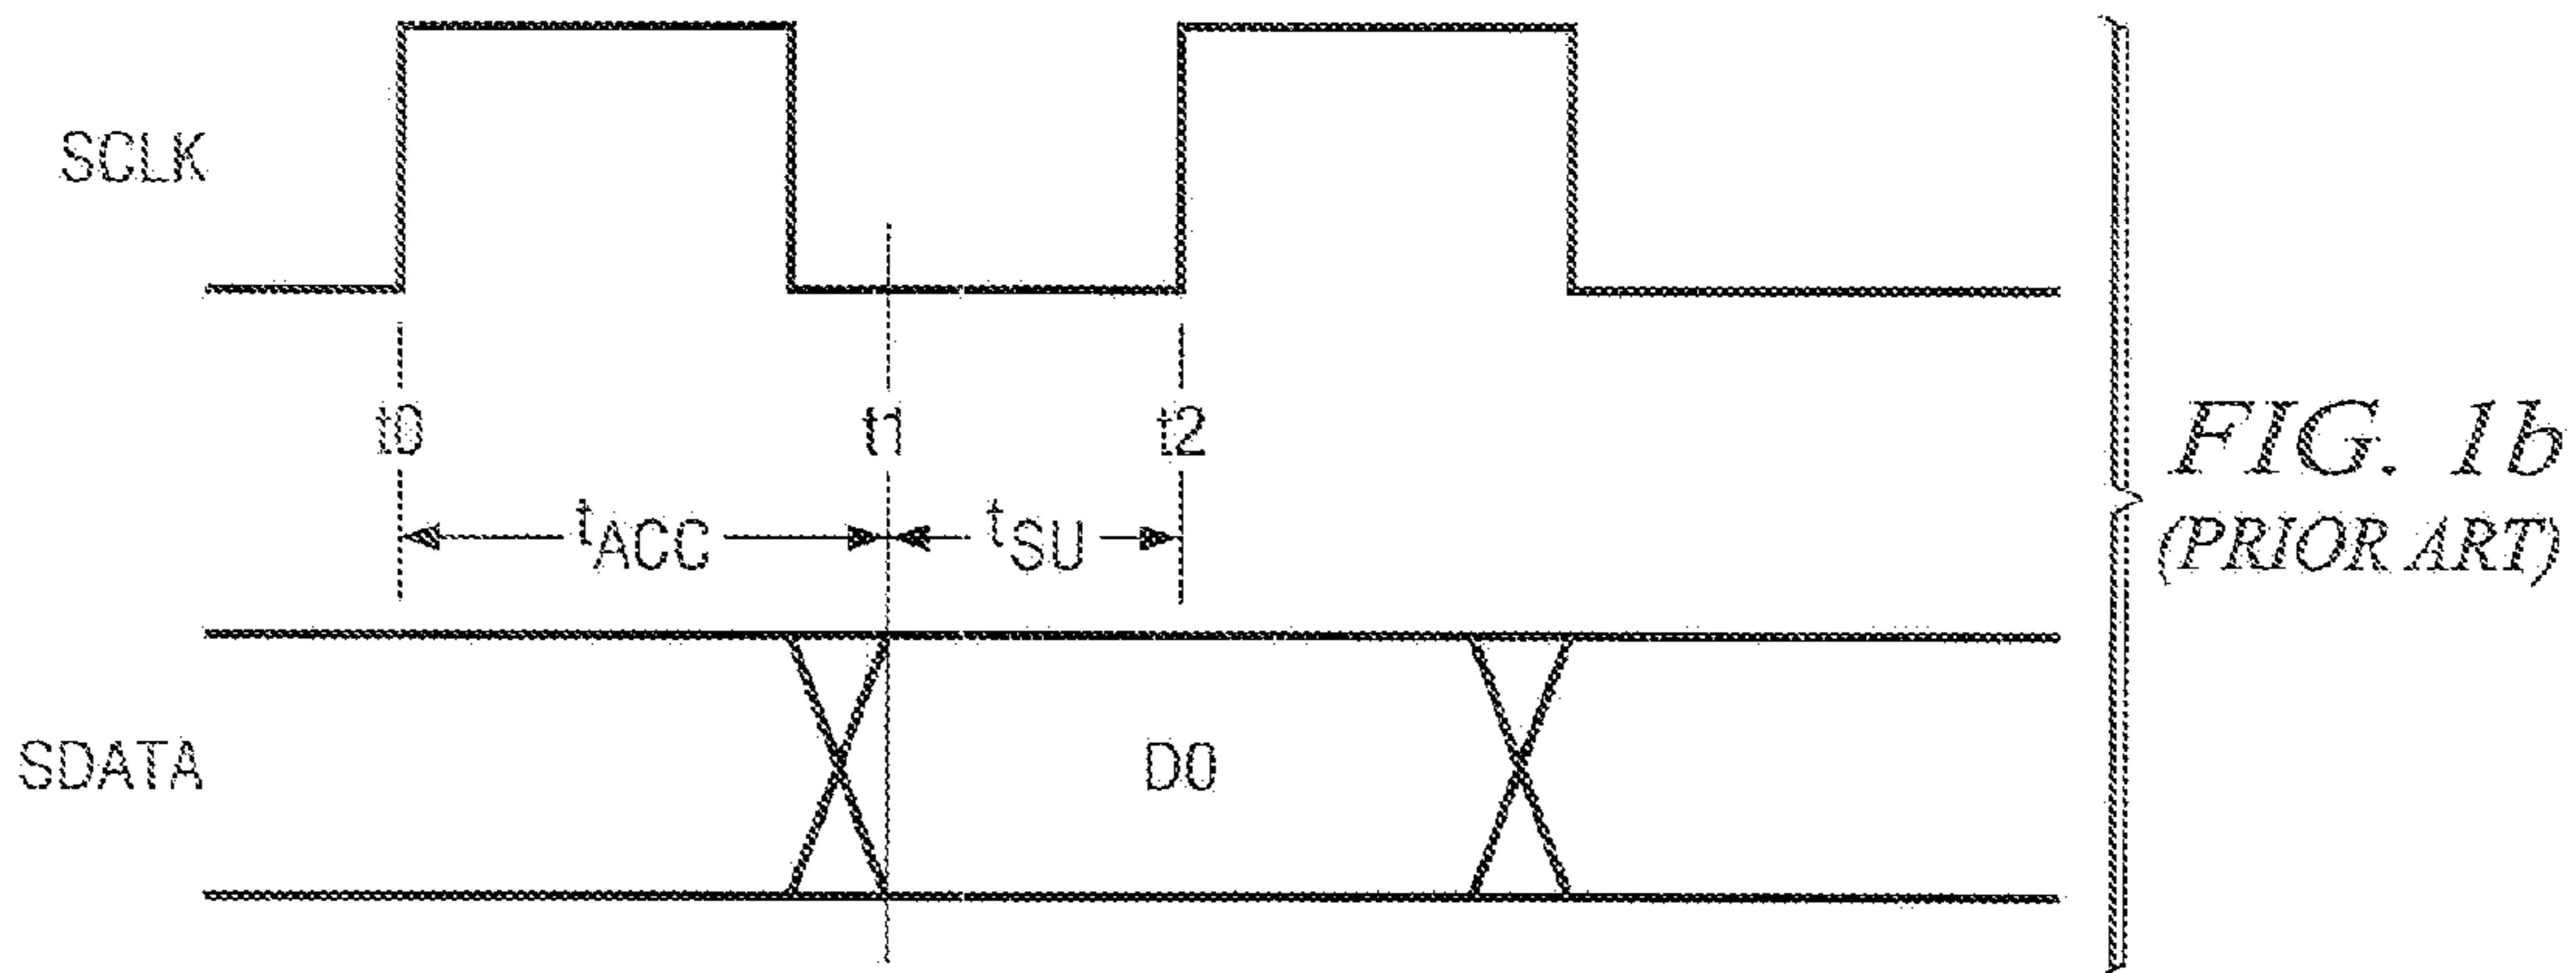 SCLK
t0 t1 t2
tACC tSU
SDATA D0
FIG. 1b
(PRIOR ART)